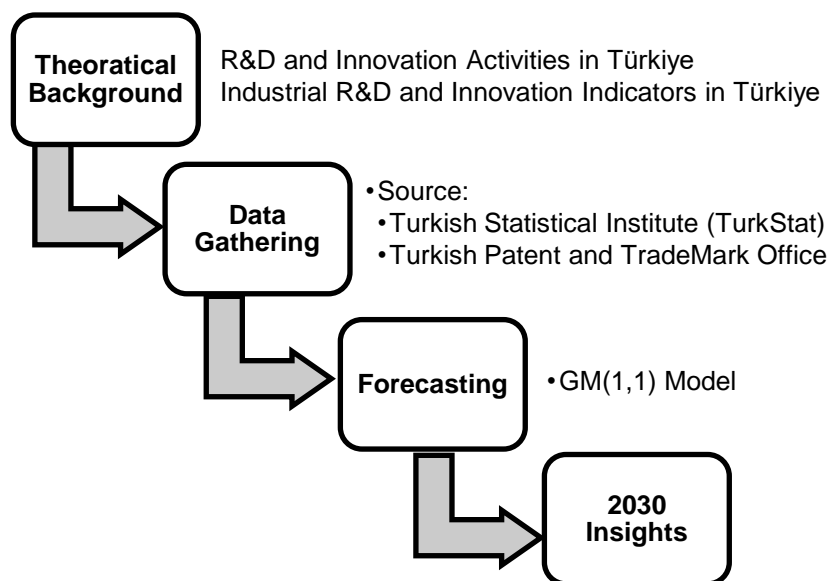 Theoratical
Background
R&D and Innovation Activities in Türkiye
Industrial R&D and Innovation Indicators in Türkiye
Data
Gathering
•Source:
•Turkish Statistical Institute (TurkStat)
•Turkish Patent and TradeMark Office
Forecasting
•GM(1,1) Model
2030
Insights